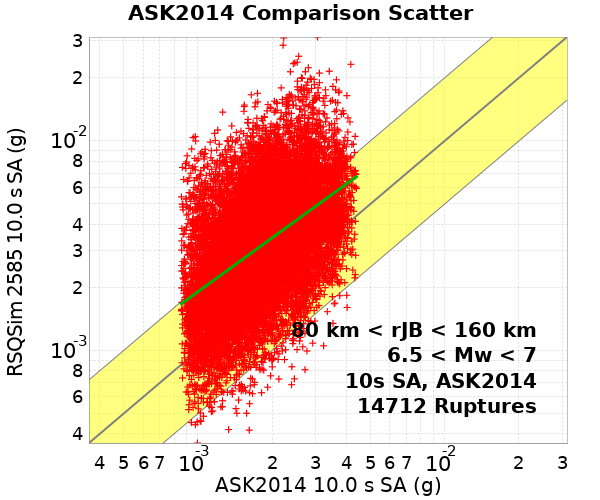 ASK2014 Comparison Scatter
RSQSim 2585 10.0 s SA (g)
3
2
10-2
8
6
4
3
2
10-3
8
6
4
80 km < rJB < 160 km
6.5 < Mw < 7
10s SA, ASK2014
14712 Ruptures
4 5 6 7 10-3 2 3 4 5 6 7 10-2 2 3
ASK2014 10.0 s SA (g)